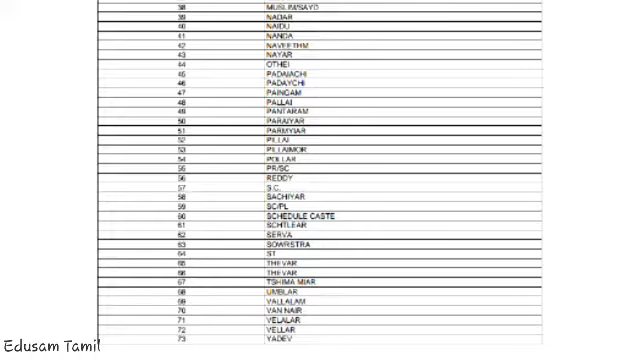 38 MUSLIM/SAYD
39 NADAR
40 NAIDU
41 NANDA
42 NAVEETHM
43 NAYAR
44 OTHEI
45 PADAIACHI
46 PADAYCHI
47 PAINGAM
48 PALLAI
49 PANTARAM
50 PARAIYAR
51 PARMYIAR
52 PILLAI
53 PILLAIMOR
54 POLLAR
55 PR/SC
56 REDDY
57 S.C.
58 SACHIYAR
59 SC/PL
60 SCHEDULE CASTE
61 SCHTLEAR
62 SERVA
63 SOWRSTRA
64 ST
65 THEVAR
66 THEVAR
67 TSHIMA MIAR
68 UMBLAR
69 VALLALAM
70 VAN NAIR
71 VELALAR
72 VELLAR
73 YADEV
Edusam Tamil